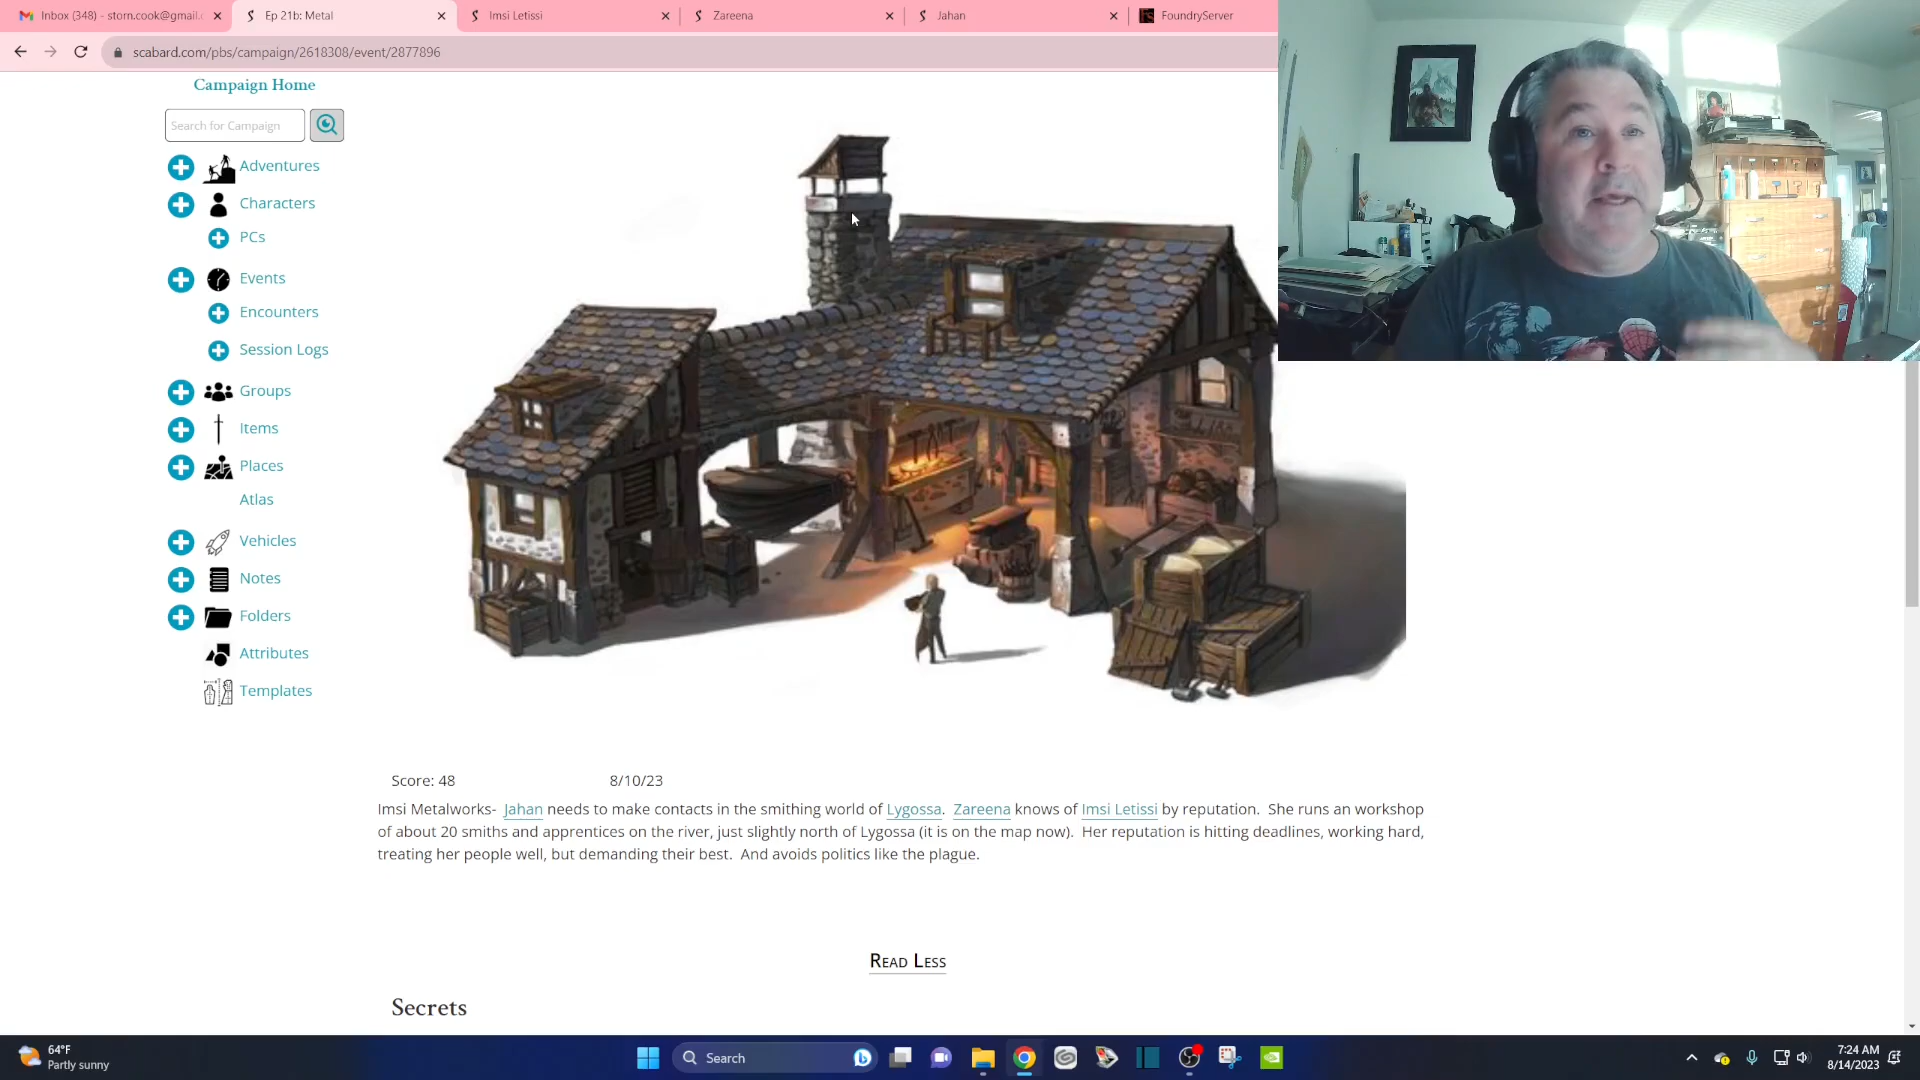 Inbox (348) - storn.cook@gmail.c
Ep 21b: Metal
Imsi Letissi
Zareena
Jahan
FoundryServer
scabard.com/pbs/campaign/2618308/event/2877896
Campaign Home
Search for Campaign
Adventures
Characters
PCs
Events
Encounters
Session Logs
Groups
Items
Places
Atlas
Vehicles
Notes
Folders
Attributes
Templates
Score: 48 8/10/23
Imsi Metalworks- Jahan needs to make contacts in the smithing world of Lygossa. Zareena knows of Imsi Letissi by reputation. She runs an workshop
of about 20 smiths and apprentices on the river, just slightly north of Lygossa (it is on the map now). Her reputation is hitting deadlines, working hard,
treating her people well, but demanding their best. And avoids politics like the plague.
Read Less
Secrets
64°F
Partly sunny
Search
7:24 AM
8/14/2023